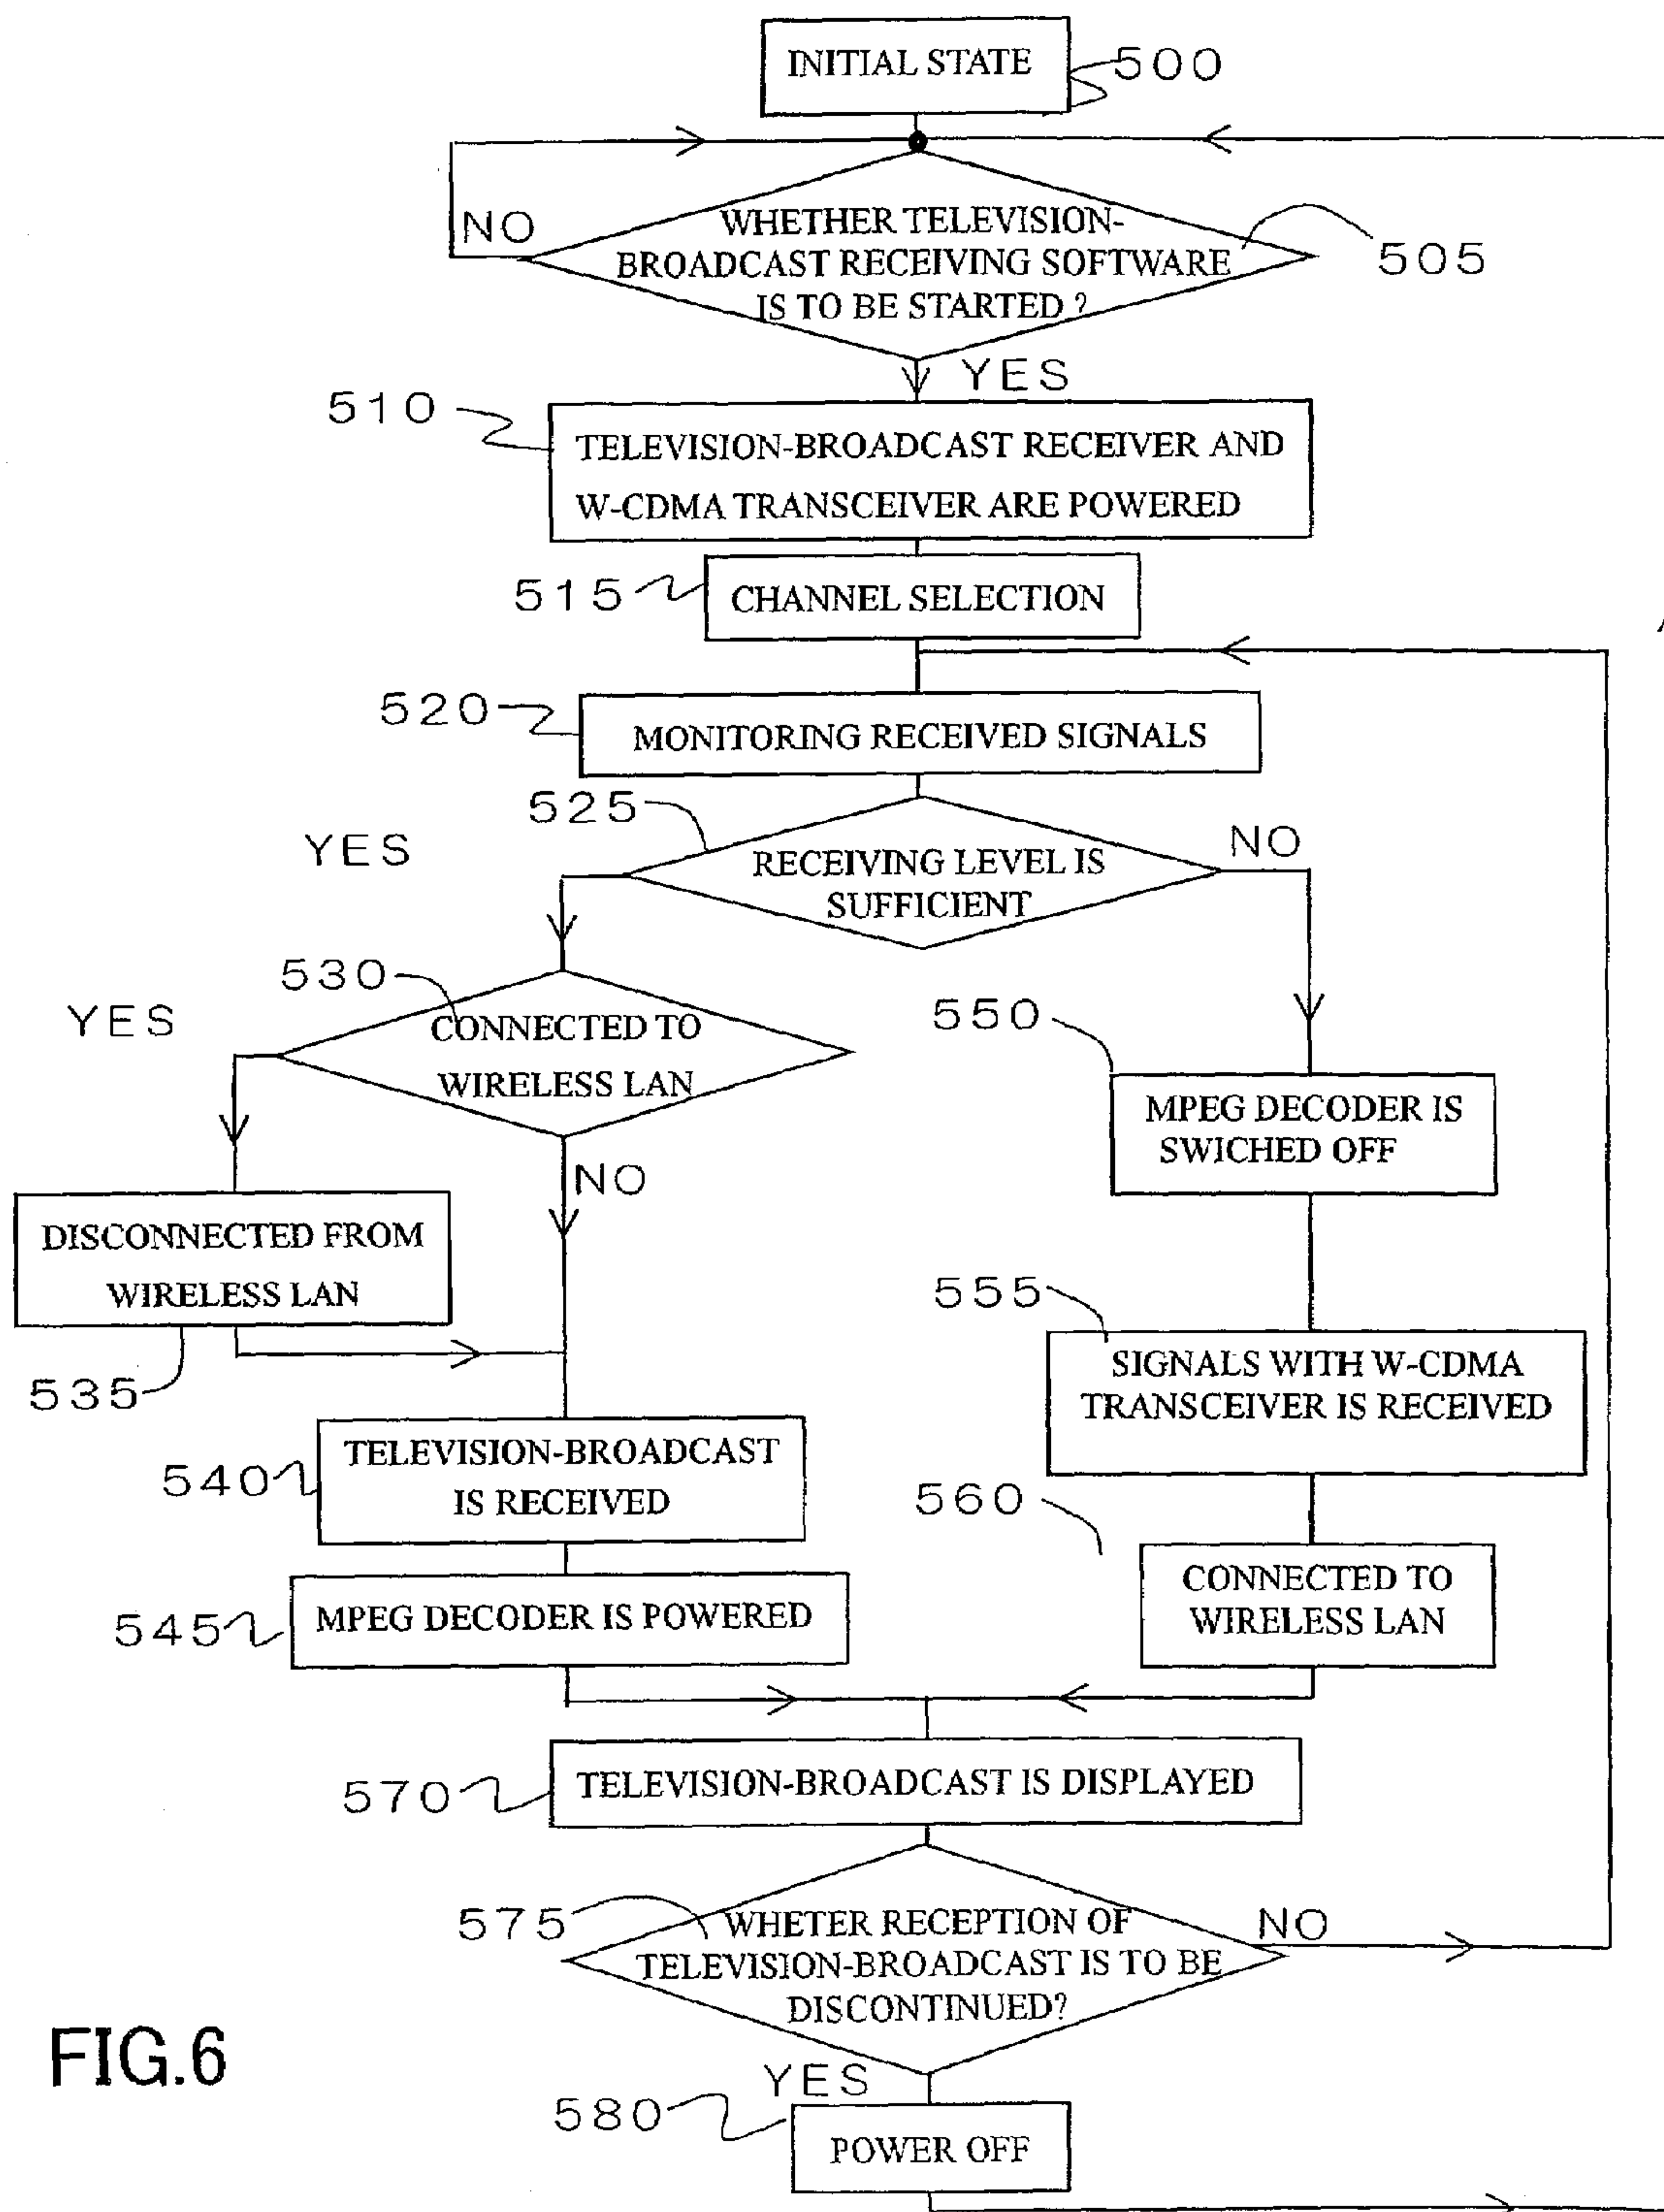 INITIAL STATE
500
NO
WHETHER TELEVISION-
BROADCAST RECEIVING SOFTWARE
IS TO BE STARTED ?
505
YES
510
TELEVISION-BROADCAST RECEIVER AND
W-CDMA TRANSCEIVER ARE POWERED
515
CHANNEL SELECTION
520
MONITORING RECEIVED SIGNALS
525
YES
RECEIVING LEVEL IS
SUFFICIENT
NO
530
YES
CONNECTED TO
WIRELESS LAN
NO
550
MPEG DECODER IS
SWICHED OFF
DISCONNECTED FROM
WIRELESS LAN
535
555
SIGNALS WITH W-CDMA
TRANSCEIVER IS RECEIVED
540
TELEVISION-BROADCAST
IS RECEIVED
560
CONNECTED TO
WIRELESS LAN
545
MPEG DECODER IS POWERED
570
TELEVISION-BROADCAST IS DISPLAYED
575
WHETER RECEPTION OF
TELEVISION-BROADCAST IS TO BE
DISCONTINUED?
NO
YES
580
POWER OFF
FIG.6